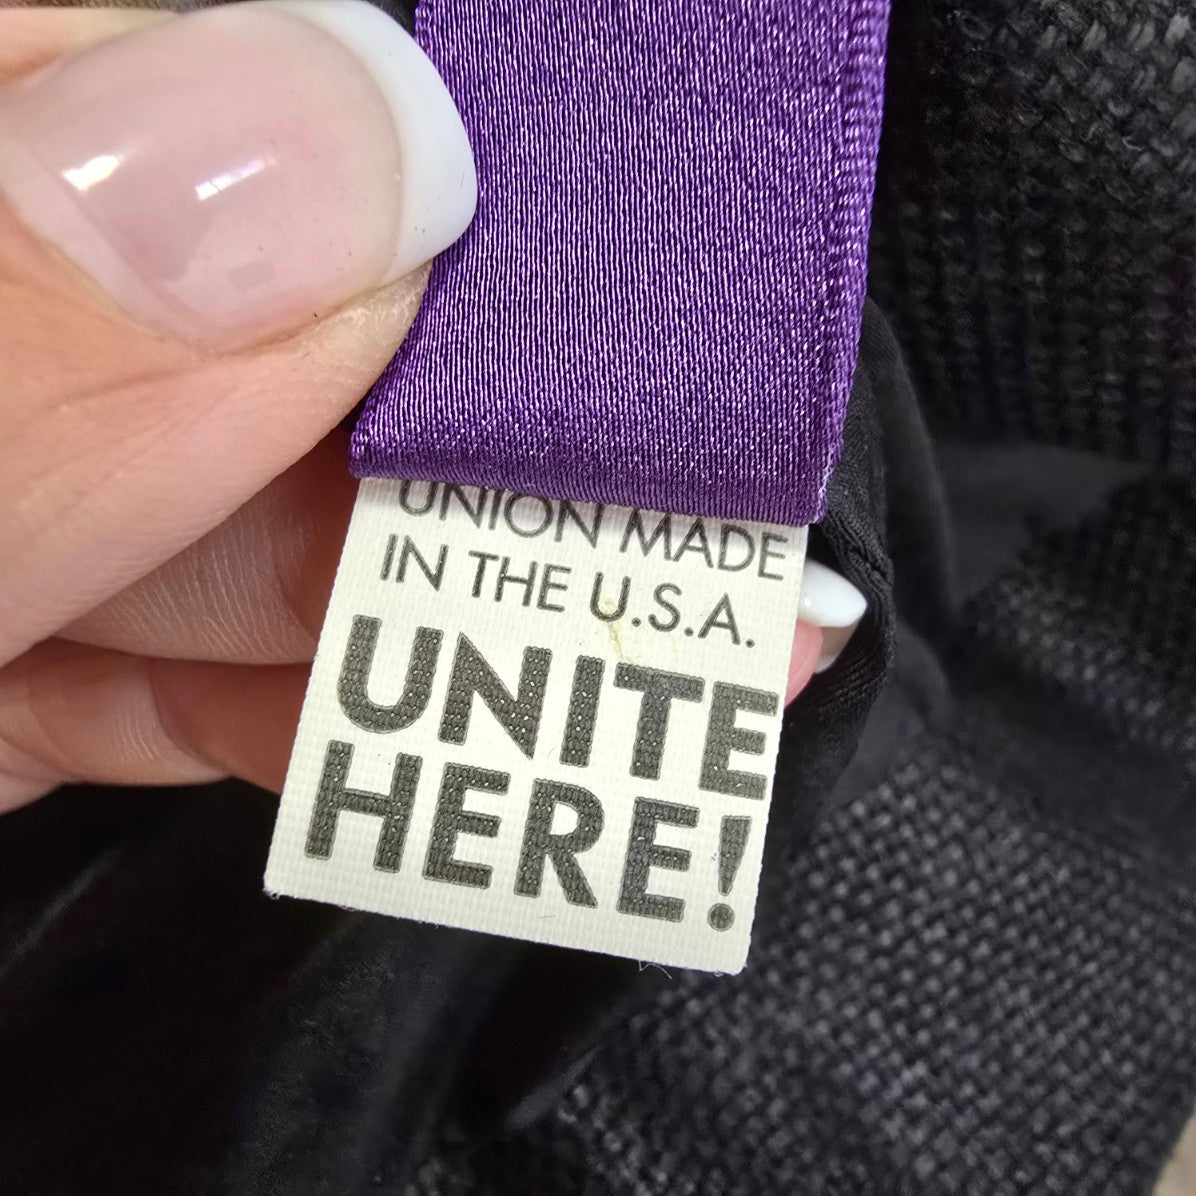 UNION MADE
IN THE U.S.A.
UNITE
HERE!